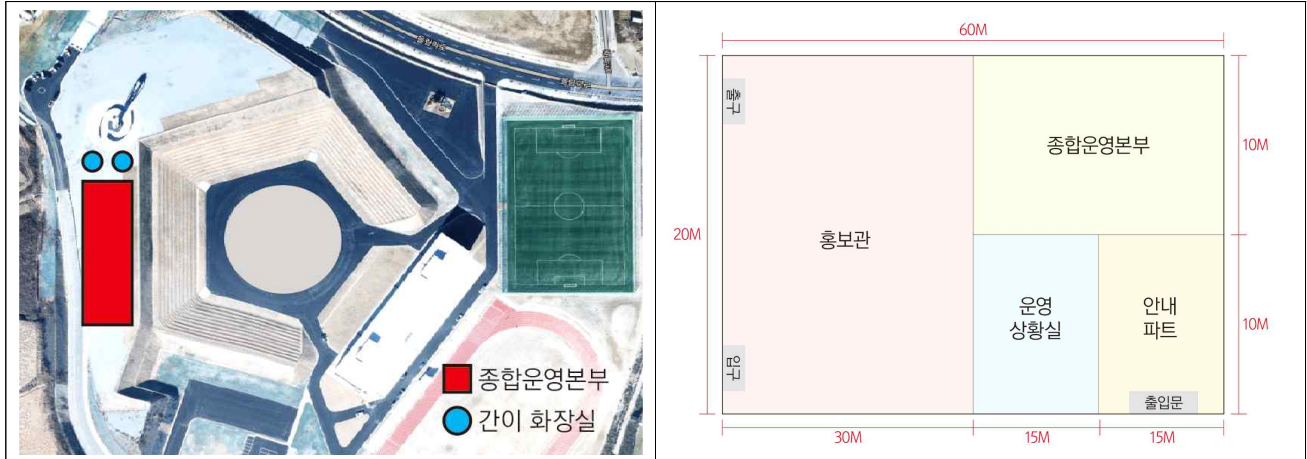 종합운영본부
간이 화장실
60M
출구
종합운영본부
10M
20M
홍보관
운영
상황실
안내
파트
10M
입구
출입문
30M
15M
15M